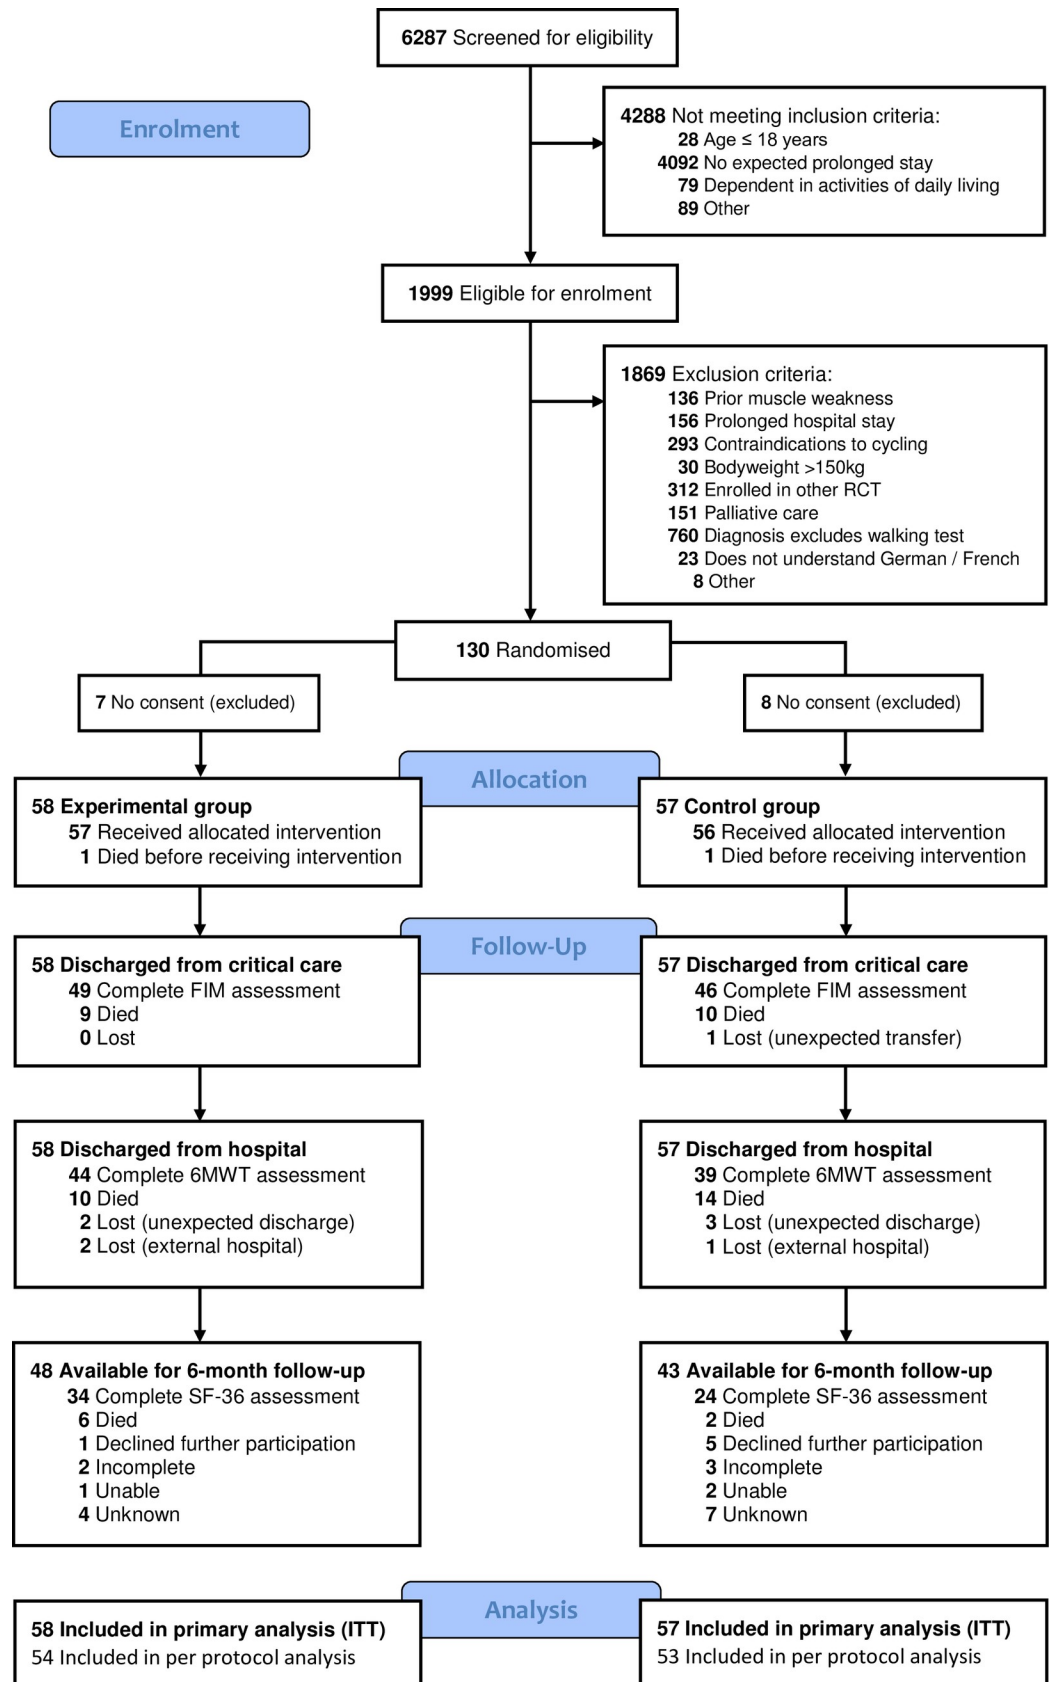 6287 Screened for eligibility
Enrolment
4288 Not meeting inclusion criteria:
28 Age ≤ 18 years
4092 No expected prolonged stay
79 Dependent in activities of daily living
89 Other
1999 Eligible for enrolment
1869 Exclusion criteria:
136 Prior muscle weakness
156 Prolonged hospital stay
293 Contraindications to cycling
30 Bodyweight >150kg
312 Enrolled in other RCT
151 Palliative care
760 Diagnosis excludes walking test
23 Does not understand German / French
8 Other
130 Randomised
7 No consent (excluded)
8 No consent (excluded)
Allocation
58 Experimental group
57 Received allocated intervention
1 Died before receiving intervention
57 Control group
56 Received allocated intervention
1 Died before receiving intervention
Follow-Up
58 Discharged from critical care
49 Complete FIM assessment
9 Died
0 Lost
57 Discharged from critical care
46 Complete FIM assessment
10 Died
1 Lost (unexpected transfer)
58 Discharged from hospital
44 Complete 6MWT assessment
10 Died
2 Lost (unexpected discharge)
2 Lost (external hospital)
57 Discharged from hospital
39 Complete 6MWT assessment
14 Died
3 Lost (unexpected discharge)
1 Lost (external hospital)
48 Available for 6-month follow-up
34 Complete SF-36 assessment
6 Died
1 Declined further participation
2 Incomplete
1 Unable
4 Unknown
43 Available for 6-month follow-up
24 Complete SF-36 assessment
2 Died
5 Declined further participation
3 Incomplete
2 Unable
7 Unknown
Analysis
58 Included in primary analysis (ITT)
54 Included in per protocol analysis
57 Included in primary analysis (ITT)
53 Included in per protocol analysis